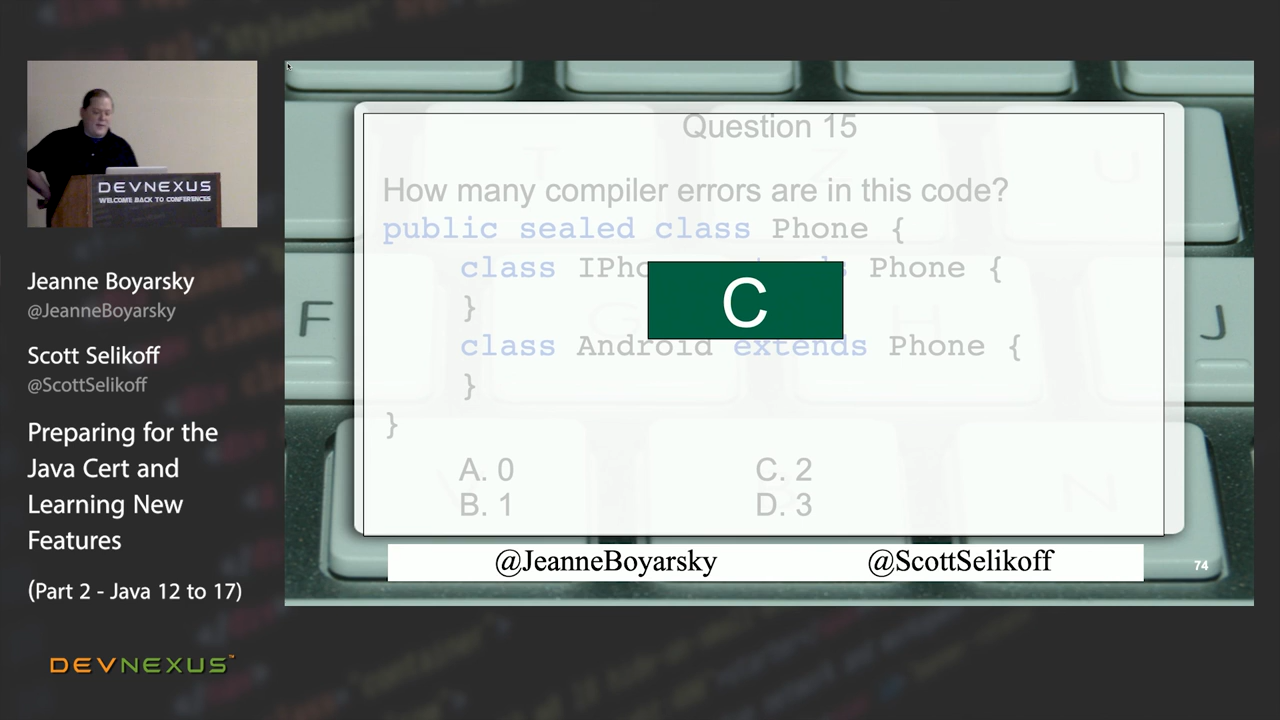 DEVNEXUS
WELCOME BACK TO CONFERENCES
Jeanne Boyarsky
@JeanneBoyarsky
Scott Selikoff
@ScottSelikoff
Preparing for the
Java Cert and
Learning New
Features
(Part 2 - Java 12 to 17)
DEVNEXUS™
Question 15
How many compiler errors are in this code?
public sealed class Phone {
class IPho s Phone {
}
C
class Android extends Phone {
}
}
A. 0
C. 2
B. 1
D. 3
@JeanneBoyarsky
@ScottSelikoff
74
F
J